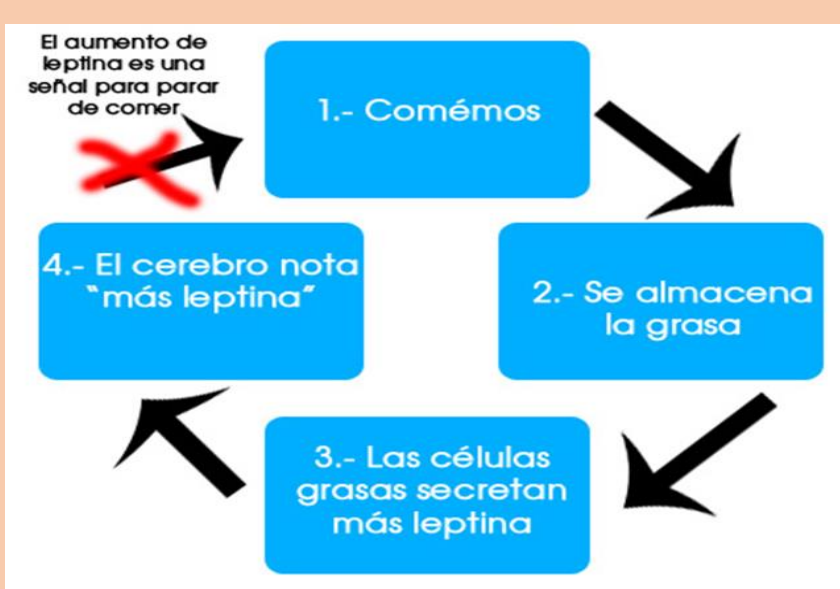 El aumento de
leptina es una
señal para parar
de comer
1.- Comémos
2.- Se almacena
la grasa
3.- Las células
grasas secretan
más leptina
4.- El cerebro nota
“más leptina”